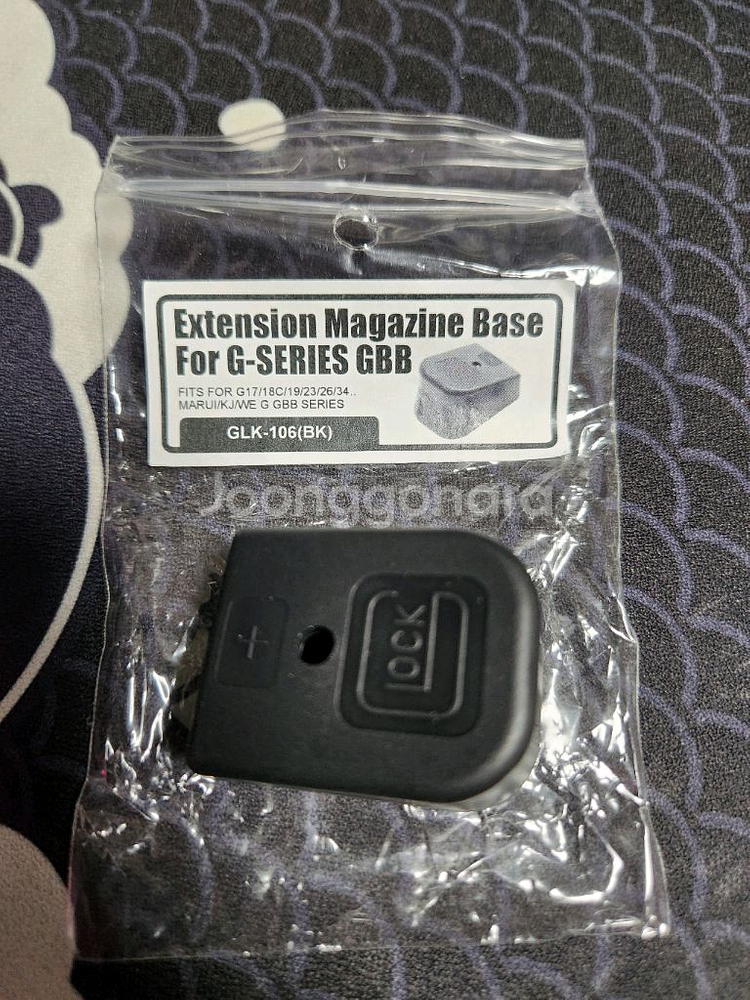 Extension Magazine Base
For G-SERIES GBB
FITS FOR G17/18C/19/23/26/34..
MARUI/KJ/WE G GBB SERIES
GLK-106(BK)
Joonggonara
+
GLOCK